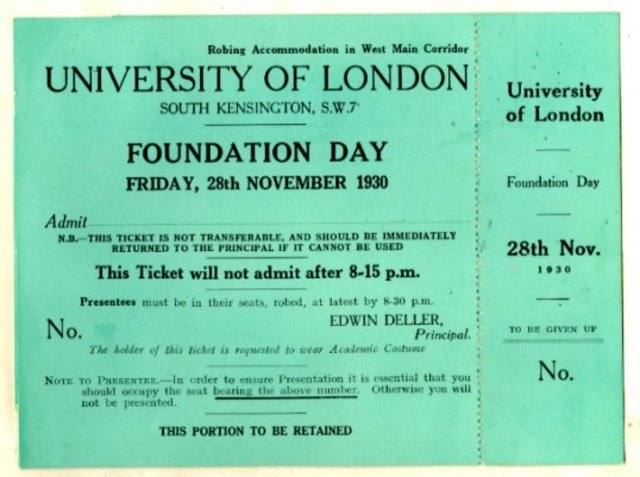 Robing Accommodation in West Main Corridor
UNIVERSITY OF LONDON
SOUTH KENSINGTON, S.W.7
FOUNDATION DAY
FRIDAY, 28th NOVEMBER 1930
Admit
N.B.—THIS TICKET IS NOT TRANSFERABLE, AND SHOULD BE IMMEDIATELY
RETURNED TO THE PRINCIPAL IF IT CANNOT BE USED
This Ticket will not admit after 8-15 p.m.
Presentees must be in their seats, robed, at latest by 8-30 p.m.
No.
EDWIN DELLER,
Principal.
The holder of this ticket is requested to wear Academic Costume
NOTE TO PRESENTEE.—In order to ensure Presentation it is essential that you
should occupy the seat bearing the above number. Otherwise you will
not be presented.
THIS PORTION TO BE RETAINED
University
of London
Foundation Day
28th Nov.
1930
TO BE GIVEN UP
No.